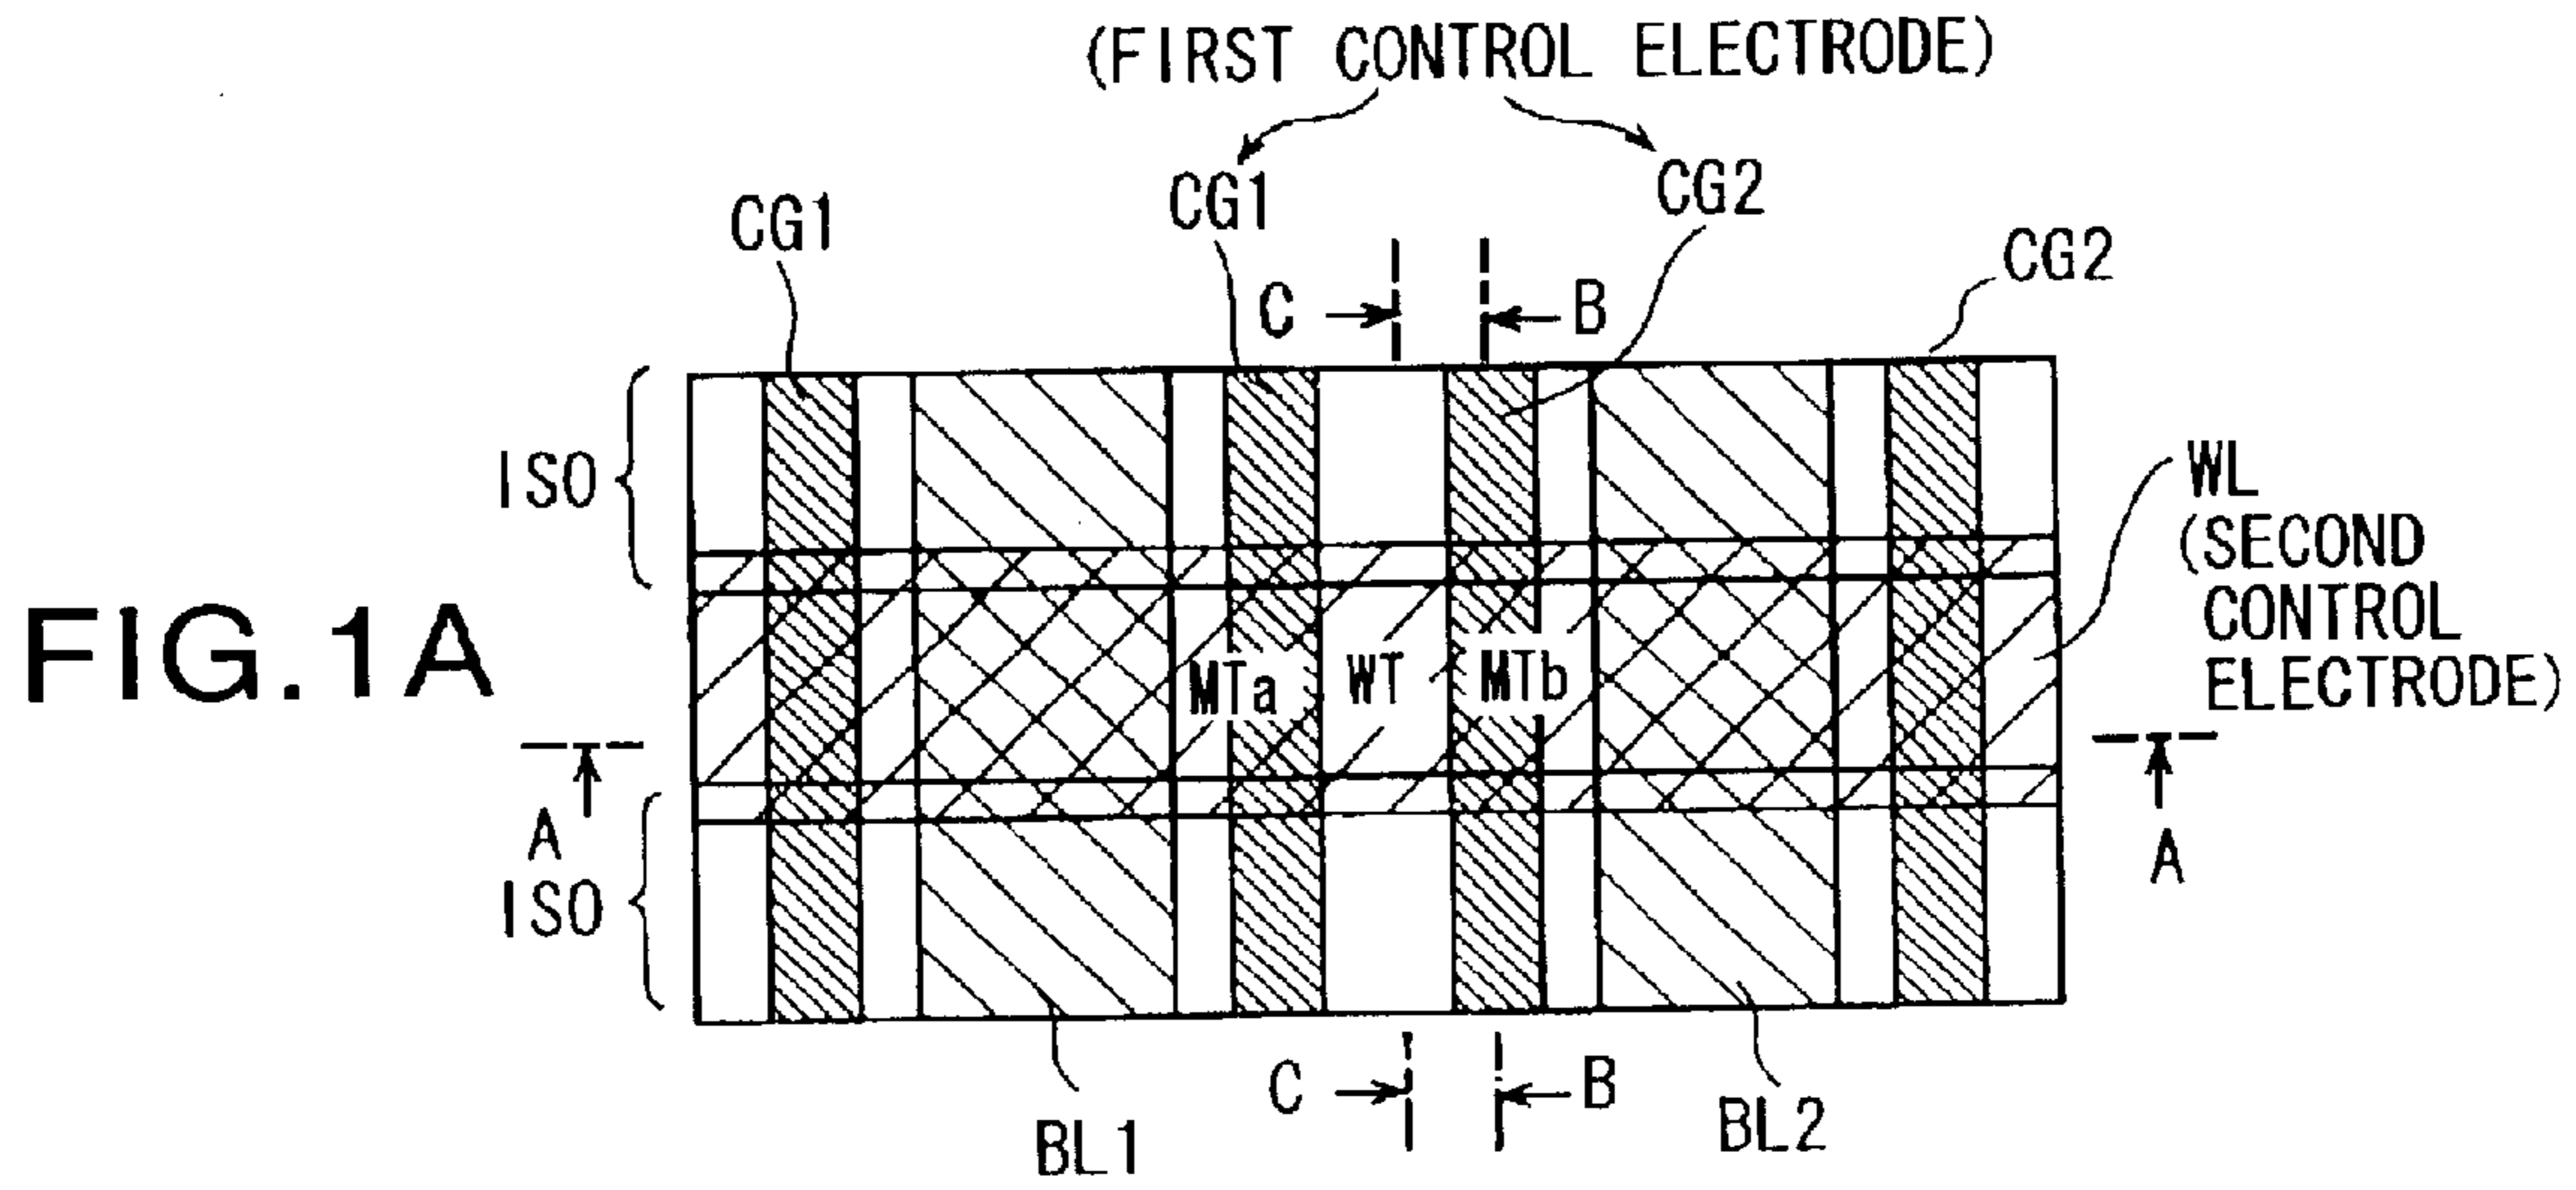 (FIRST CONTROL ELECTRODE)
CG1
CG1
CG2
CG2
C
B
ISO
WL
(SECOND
CONTROL
ELECTRODE)
FIG.1A
MTa
WT
MTb
A
A
ISO
C
B
BL1
BL2